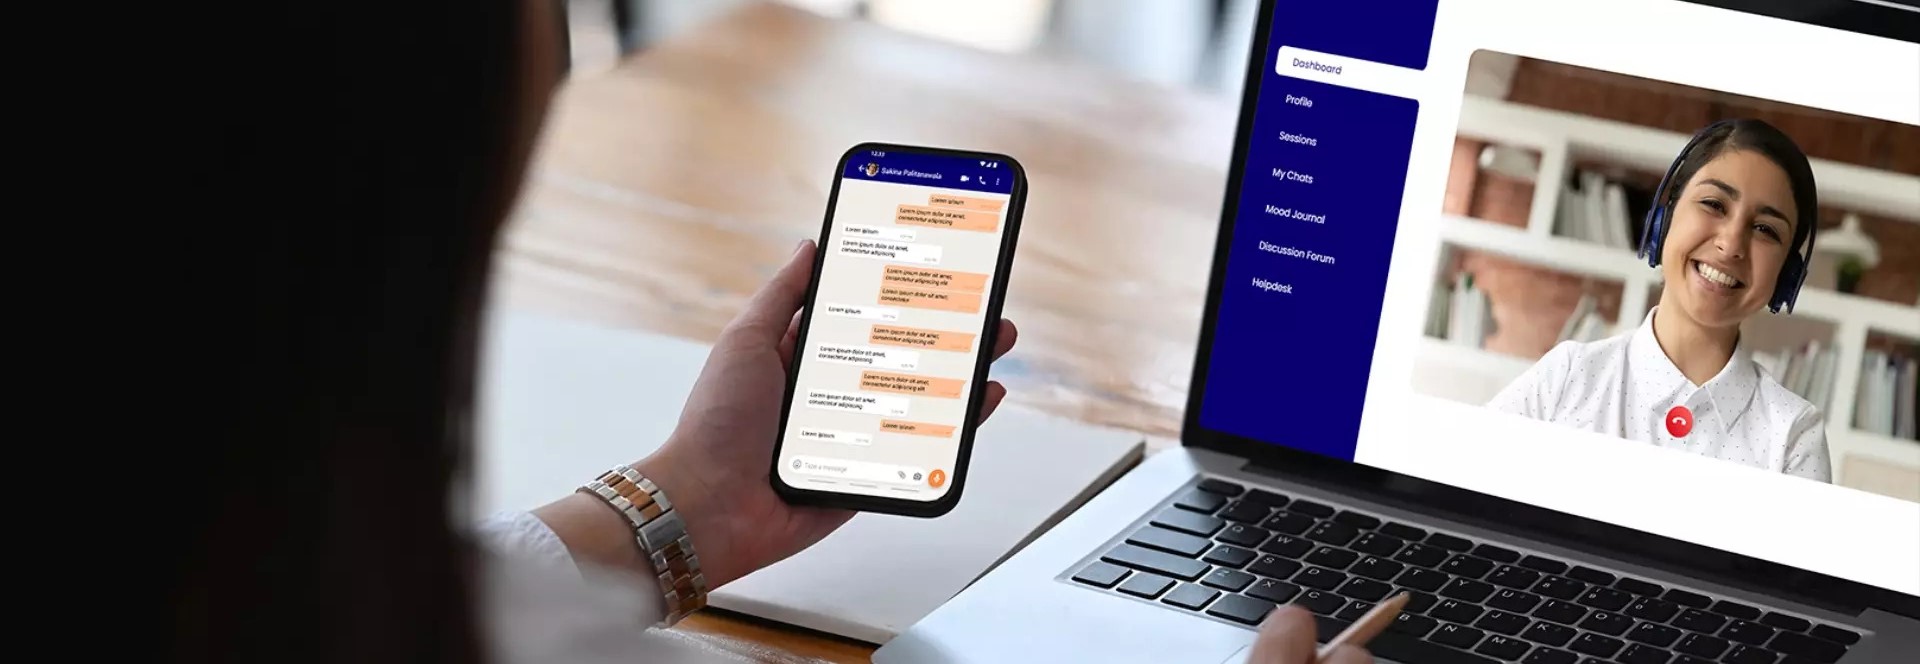 12:33
Sakina Palitanawala
Lorem ipsum
Lorem ipsum dolor sit amet,
consectetur adipiscing
Lorem ipsum
Lorem ipsum dolor sit amet,
consectetur adipiscing
Lorem ipsum dolor sit amet,
consectetur adipiscing elit
Lorem ipsum dolor sit amet,
consectetur
Lorem ipsum
Lorem ipsum dolor sit amet,
consectetur adipiscing elit
Lorem ipsum dolor sit amet,
consectetur adipiscing
Lorem ipsum dolor sit amet,
consectetur adipiscing elit
Lorem ipsum dolor sit amet,
consectetur adipiscing
Lorem ipsum
Lorem ipsum
Type a message
Dashboard
Profile
Sessions
My Chats
Mood Journal
Discussion Forum
Helpdesk